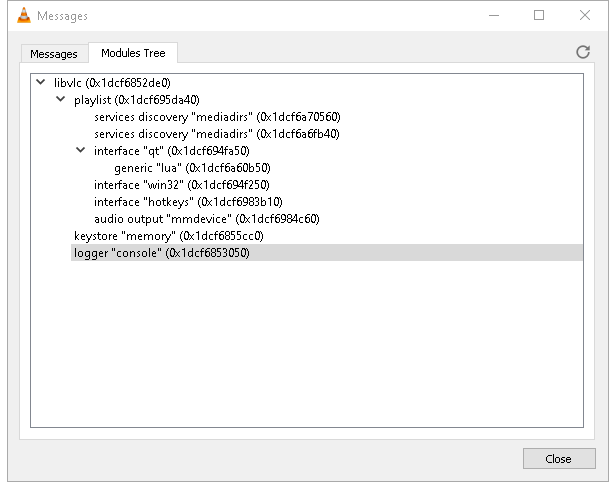 Messages
Messages
Modules Tree
libvlc (0x1dcf6852de0)
playlist (0x1dcf695da40)
services discovery "mediadirs" (0x1dcf6a70560)
services discovery "mediadirs" (0x1dcf6a6fb40)
interface "qt" (0x1dcf694fa50)
generic "lua" (0x1dcf6a60b50)
interface "win32" (0x1dcf694f250)
interface "hotkeys" (0x1dcf6983b10)
audio output "mmdevice" (0x1dcf6984c60)
keystore "memory" (0x1dcf6855cc0)
logger "console" (0x1dcf6853050)
Close